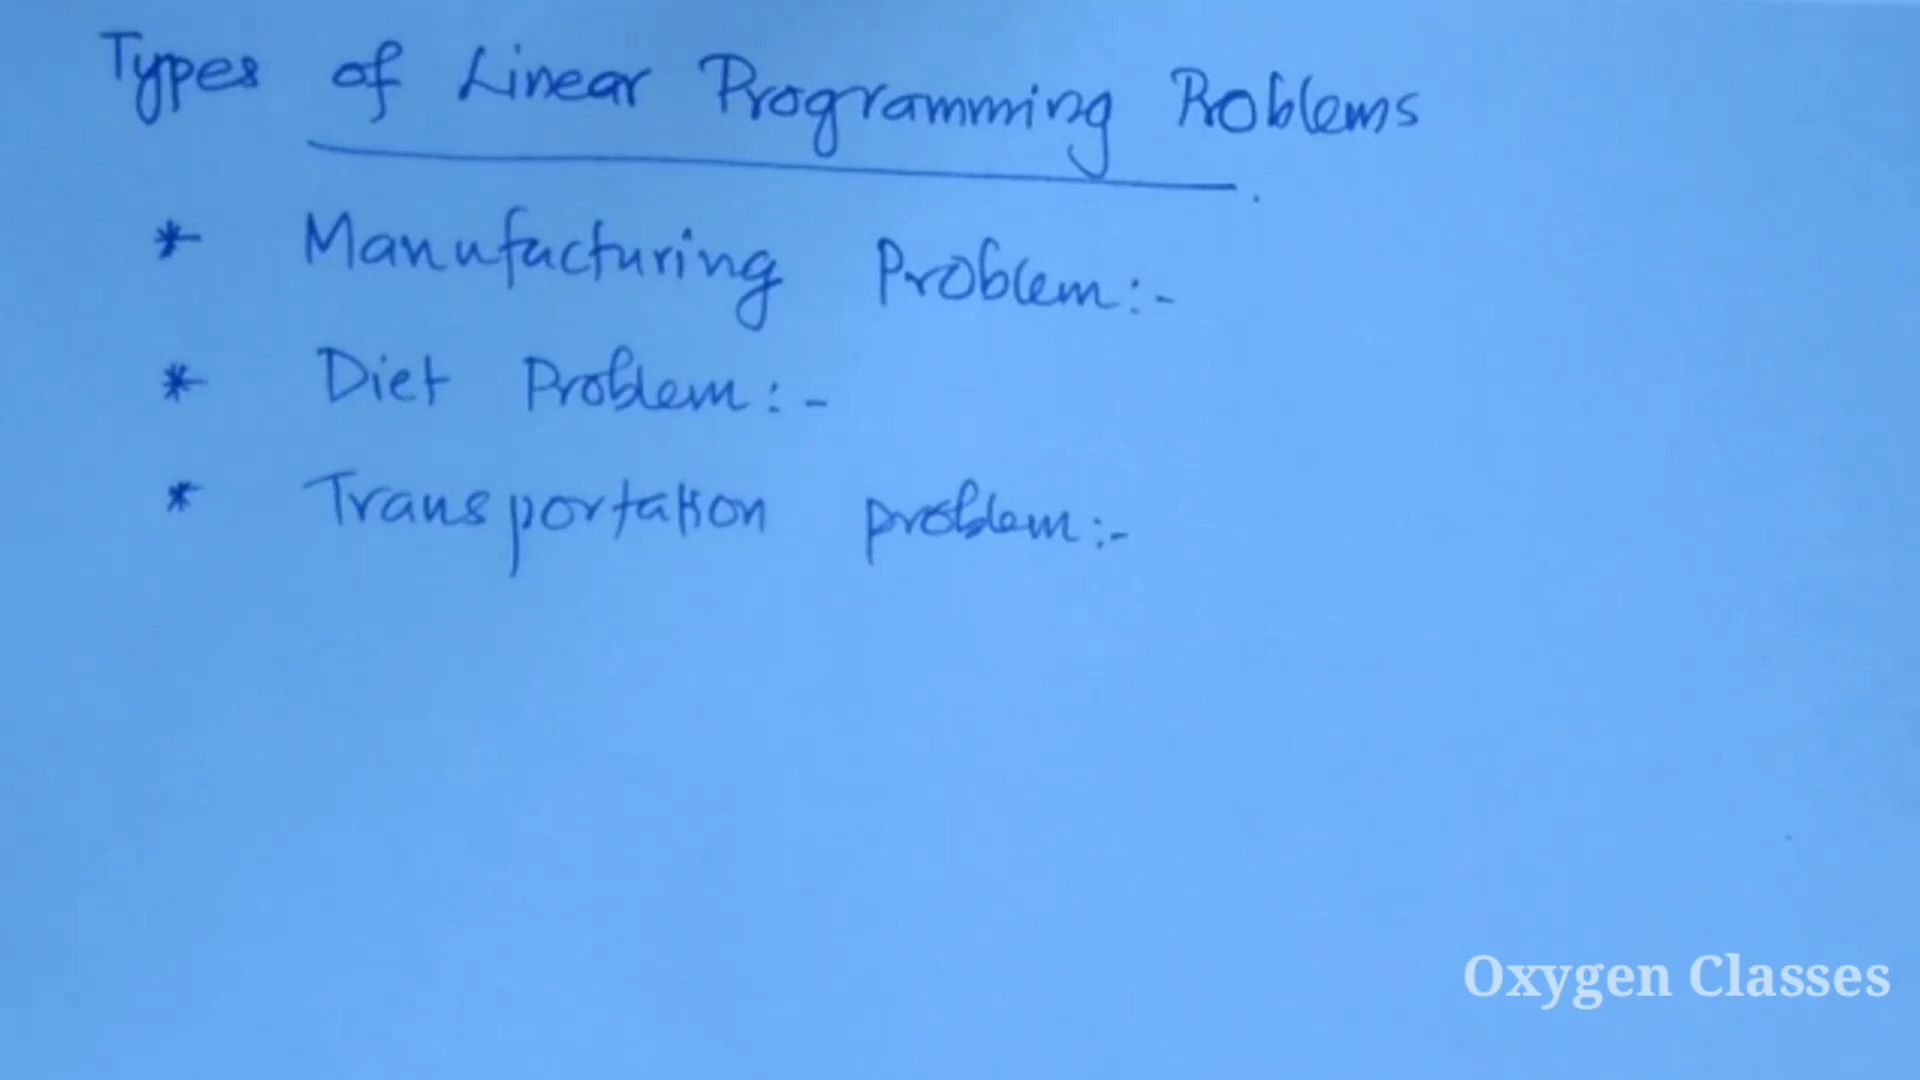 Types of Linear Programming Problems
* Manufacturing Problem:-
* Diet Problem:-
* Transportation problem:-
Oxygen Classes